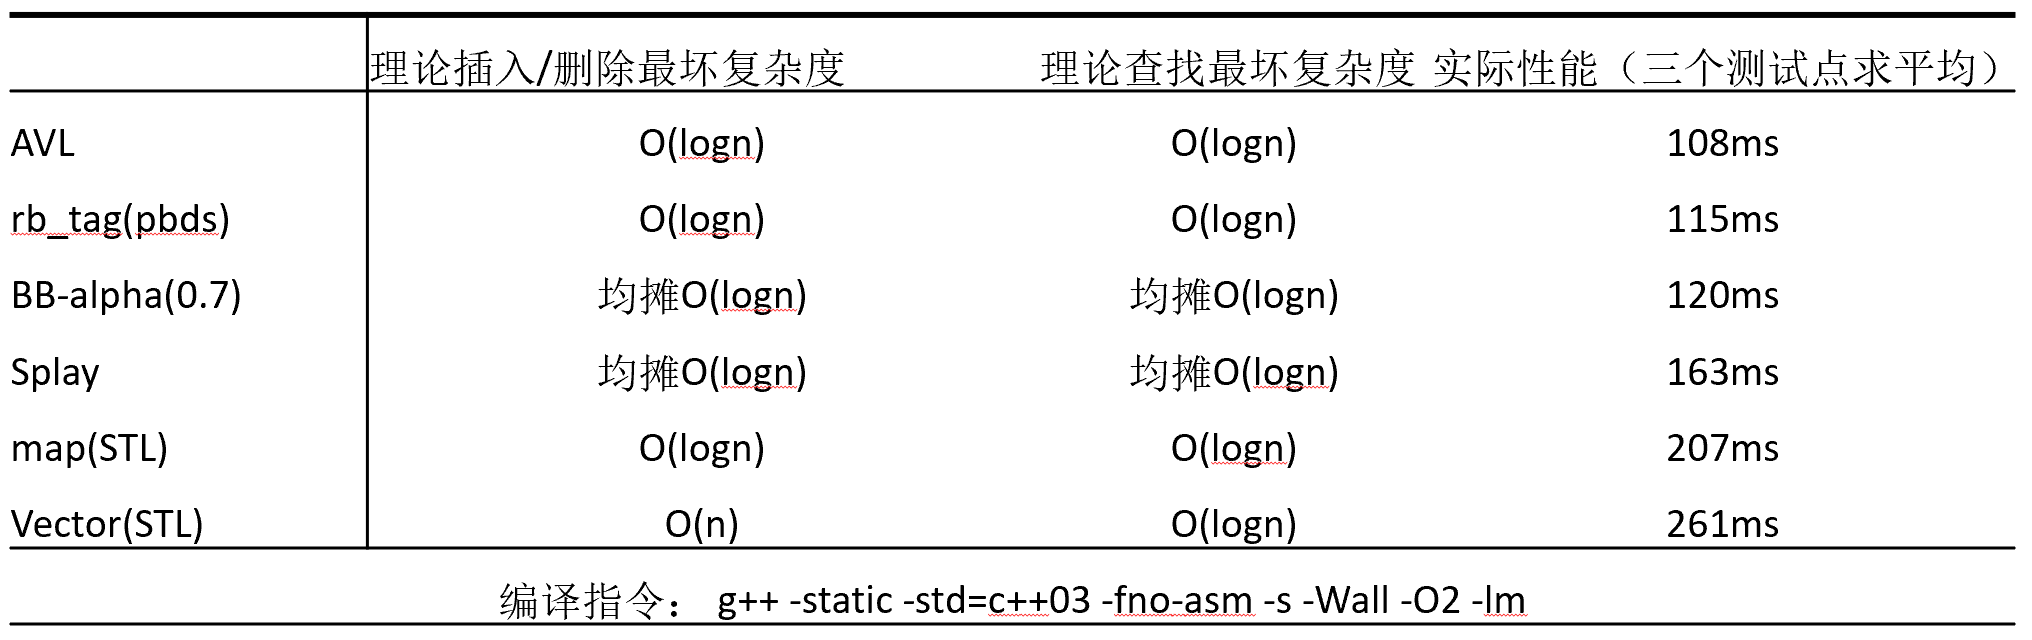 理论插入/删除最坏复杂度 理论查找最坏复杂度 实际性能（三个测试点求平均）
AVL O(logn) O(logn) 108ms
rb_tag(pbds) O(logn) O(logn) 115ms
BB-alpha(0.7) 均摊O(logn) 均摊O(logn) 120ms
Splay 均摊O(logn) 均摊O(logn) 163ms
map(STL) O(logn) O(logn) 207ms
Vector(STL) O(n) O(logn) 261ms
编译指令： g++ -static -std=c++03 -fno-asm -s -Wall -O2 -lm